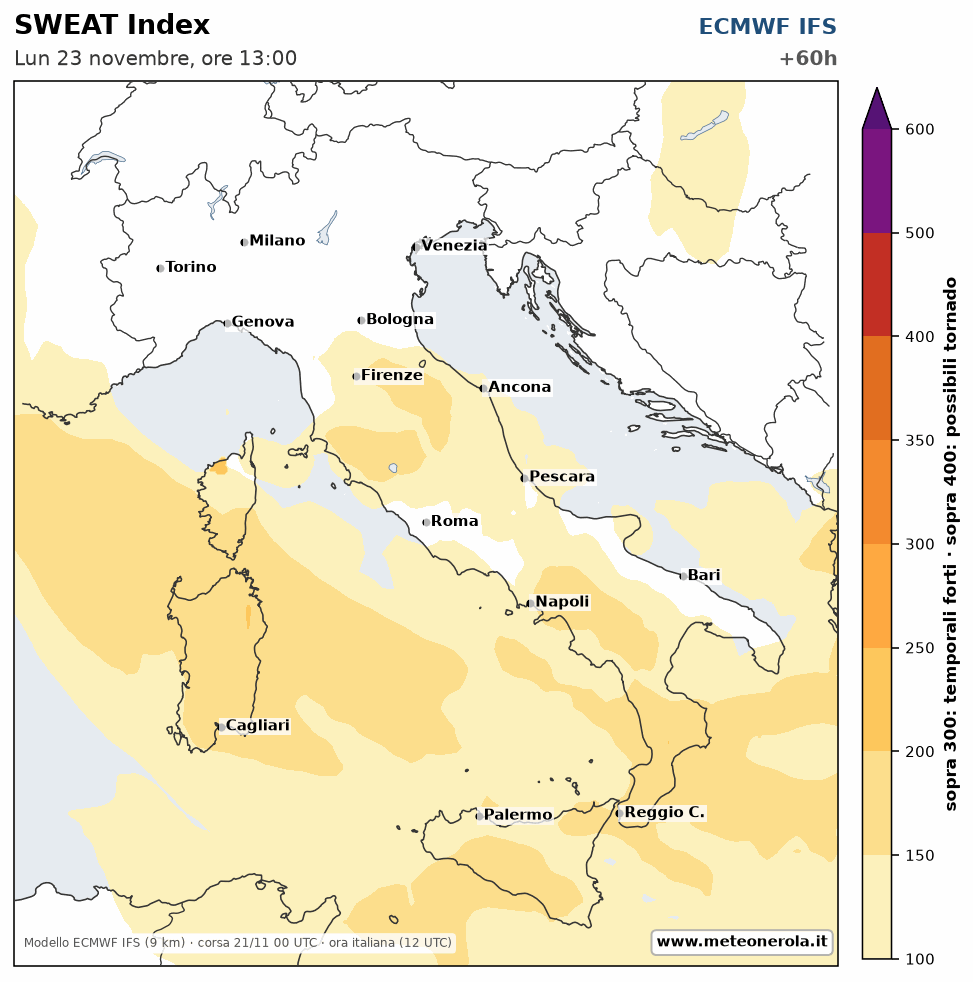 SWEAT Index
ECMWF IFS
Lun 23 novembre, ore 13:00
+60h
Milano
Venezia
Torino
Genova
Bologna
Firenze
Ancona
Pescara
Roma
Bari
Napoli
Cagliari
Palermo
Reggio C.
600
500
400
350
300
250
200
150
100
sopra 300: temporali forti · sopra 400: possibili tornado
Modello ECMWF IFS (9 km) · corsa 21/11 00 UTC · ora italiana (12 UTC)
www.meteonerola.it